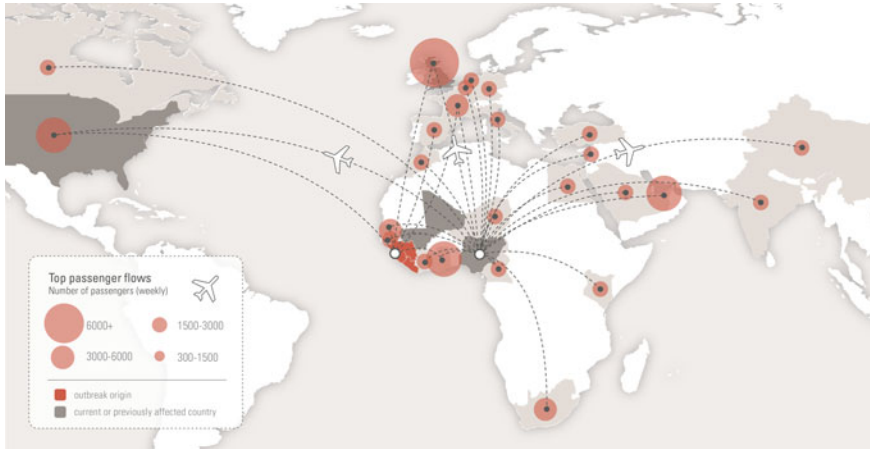 Top passenger flows
Number of passengers (weekly)
6000+
1500-3000
3000-6000
300-1500
outbreak origin
current or previously affected country